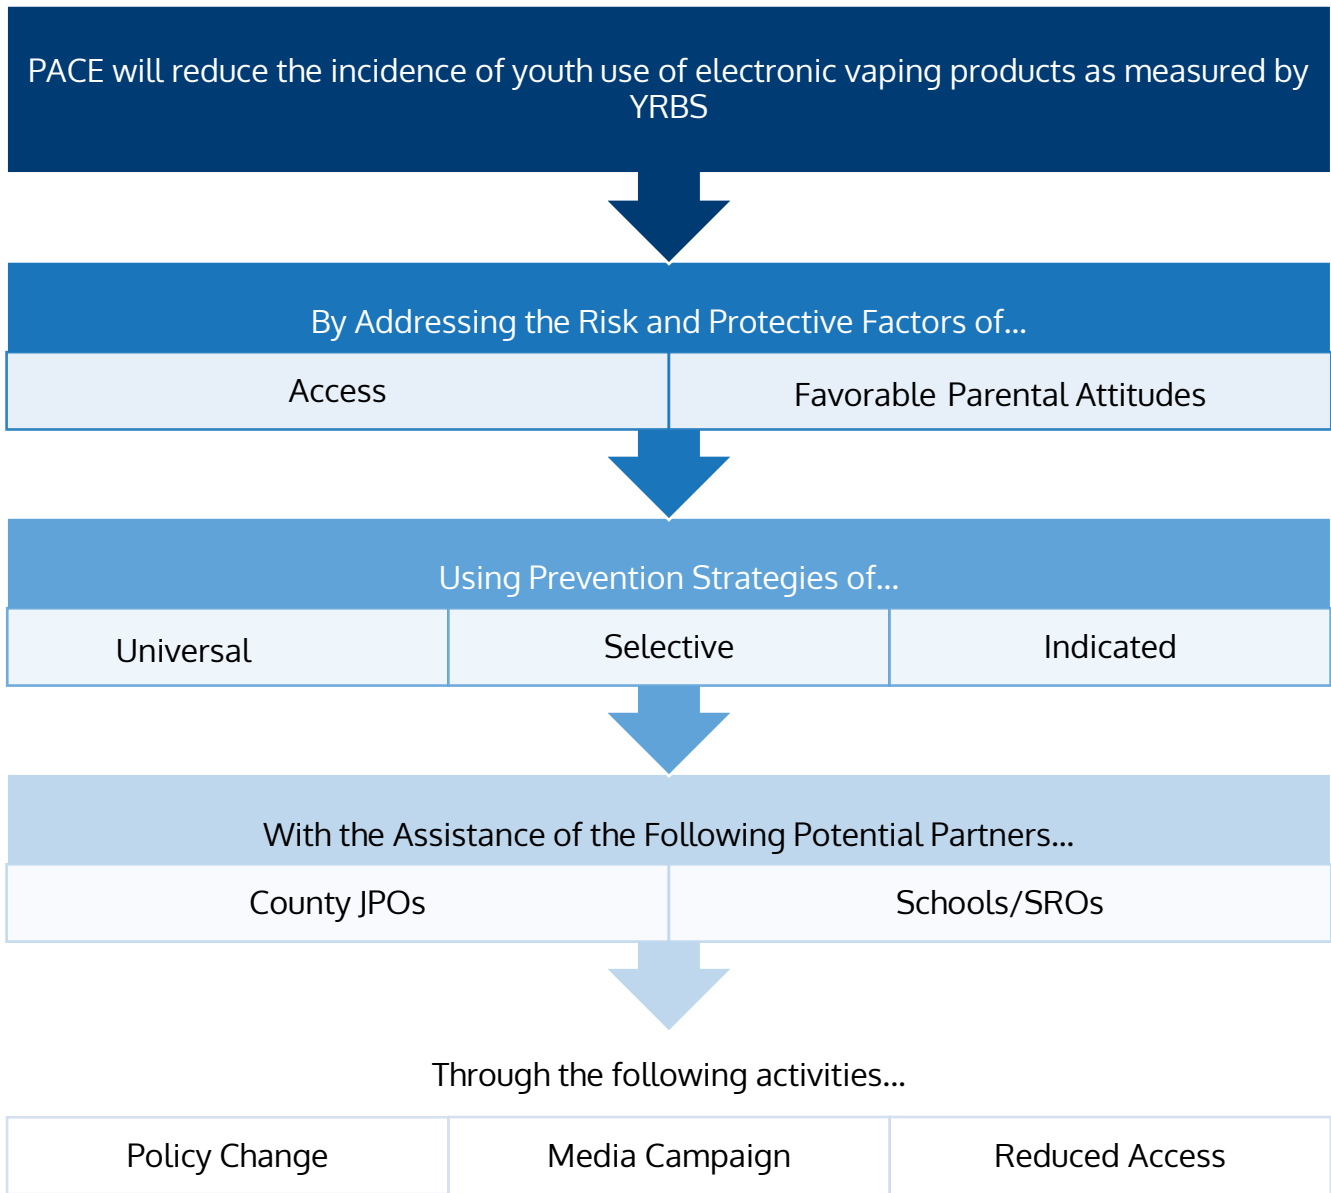 PACE will reduce the incidence of youth use of electronic vaping products as measured by
YRBS
By Addressing the Risk and Protective Factors of...
Access
Favorable Parental Attitudes
Using Prevention Strategies of...
Universal
Selective
Indicated
With the Assistance of the Following Potential Partners...
County JPOs
Schools/SROs
Through the following activities...
Policy Change
Media Campaign
Reduced Access